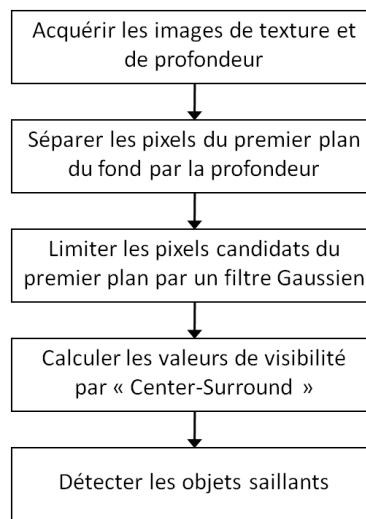 Acquérir les images de texture et
de profondeur
Séparer les pixels du premier plan
du fond par la profondeur
Limiter les pixels candidats du
premier plan par un filtre Gaussien
Calculer les valeurs de visibilité
par « Center-Surround »
Détecter les objets saillants